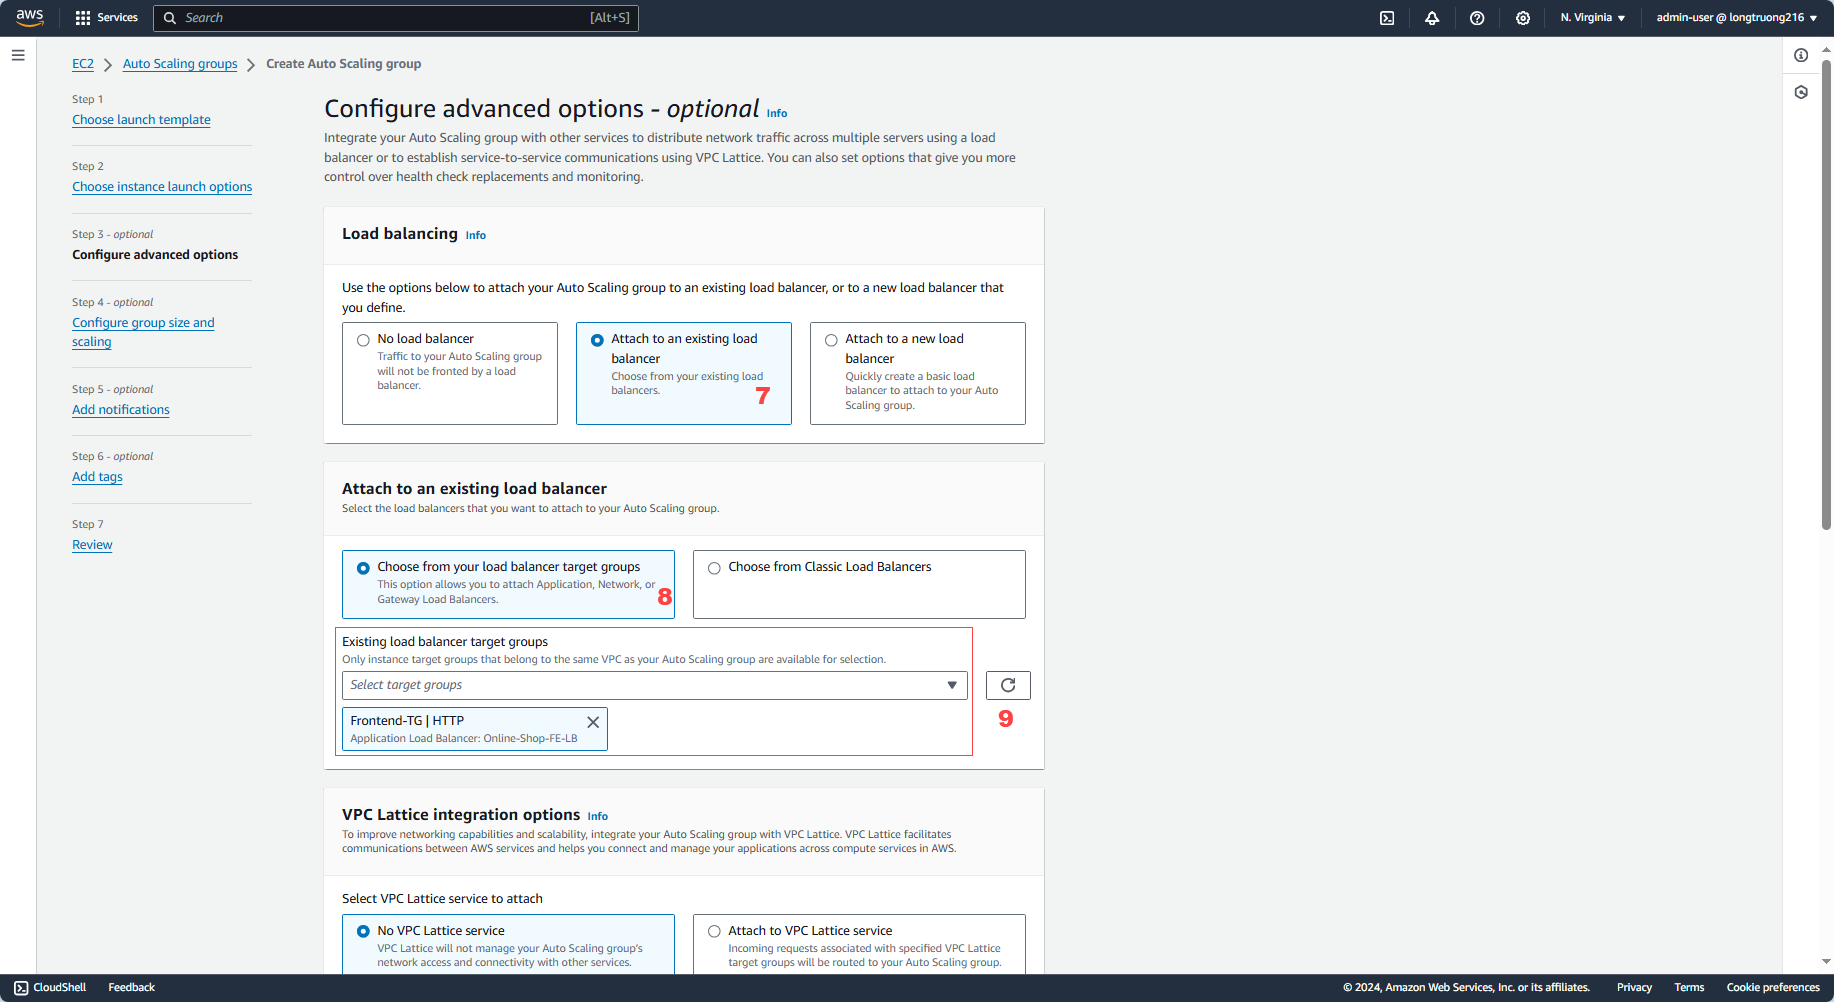 aws
Services
Search
[Alt+S]
N. Virginia
admin-user @ longtruong216
EC2
Auto Scaling groups
Create Auto Scaling group
Step 1
Choose launch template
Step 2
Choose instance launch options
Step 3 - optional
Configure advanced options
Step 4 - optional
Configure group size and
scaling
Step 5 - optional
Add notifications
Step 6 - optional
Add tags
Step 7
Review
Configure advanced options - optional Info
Integrate your Auto Scaling group with other services to distribute network traffic across multiple servers using a load
balancer or to establish service-to-service communications using VPC Lattice. You can also set options that give you more
control over health check replacements and monitoring.
Load balancing Info
Use the options below to attach your Auto Scaling group to an existing load balancer, or to a new load balancer that
you define.
No load balancer
Traffic to your Auto Scaling group
will not be fronted by a load
balancer.
Attach to an existing load
balancer
Choose from your existing load
balancers.
7
Attach to a new load
balancer
Quickly create a basic load
balancer to attach to your Auto
Scaling group.
Attach to an existing load balancer
Select the load balancers that you want to attach to your Auto Scaling group.
Choose from your load balancer target groups
This option allows you to attach Application, Network, or
Gateway Load Balancers.
8
Choose from Classic Load Balancers
Existing load balancer target groups
Only instance target groups that belong to the same VPC as your Auto Scaling group are available for selection.
Select target groups
9
Frontend-TG | HTTP
Application Load Balancer: Online-Shop-FE-LB
VPC Lattice integration options Info
To improve networking capabilities and scalability, integrate your Auto Scaling group with VPC Lattice. VPC Lattice facilitates
communications between AWS services and helps you connect and manage your applications across compute services in AWS.
Select VPC Lattice service to attach
No VPC Lattice service
VPC Lattice will not manage your Auto Scaling group's
network access and connectivity with other services.
Attach to VPC Lattice service
Incoming requests associated with specified VPC Lattice
target groups will be routed to your Auto Scaling group.
CloudShell
Feedback
© 2024, Amazon Web Services, Inc. or its affiliates.
Privacy
Terms
Cookie preferences